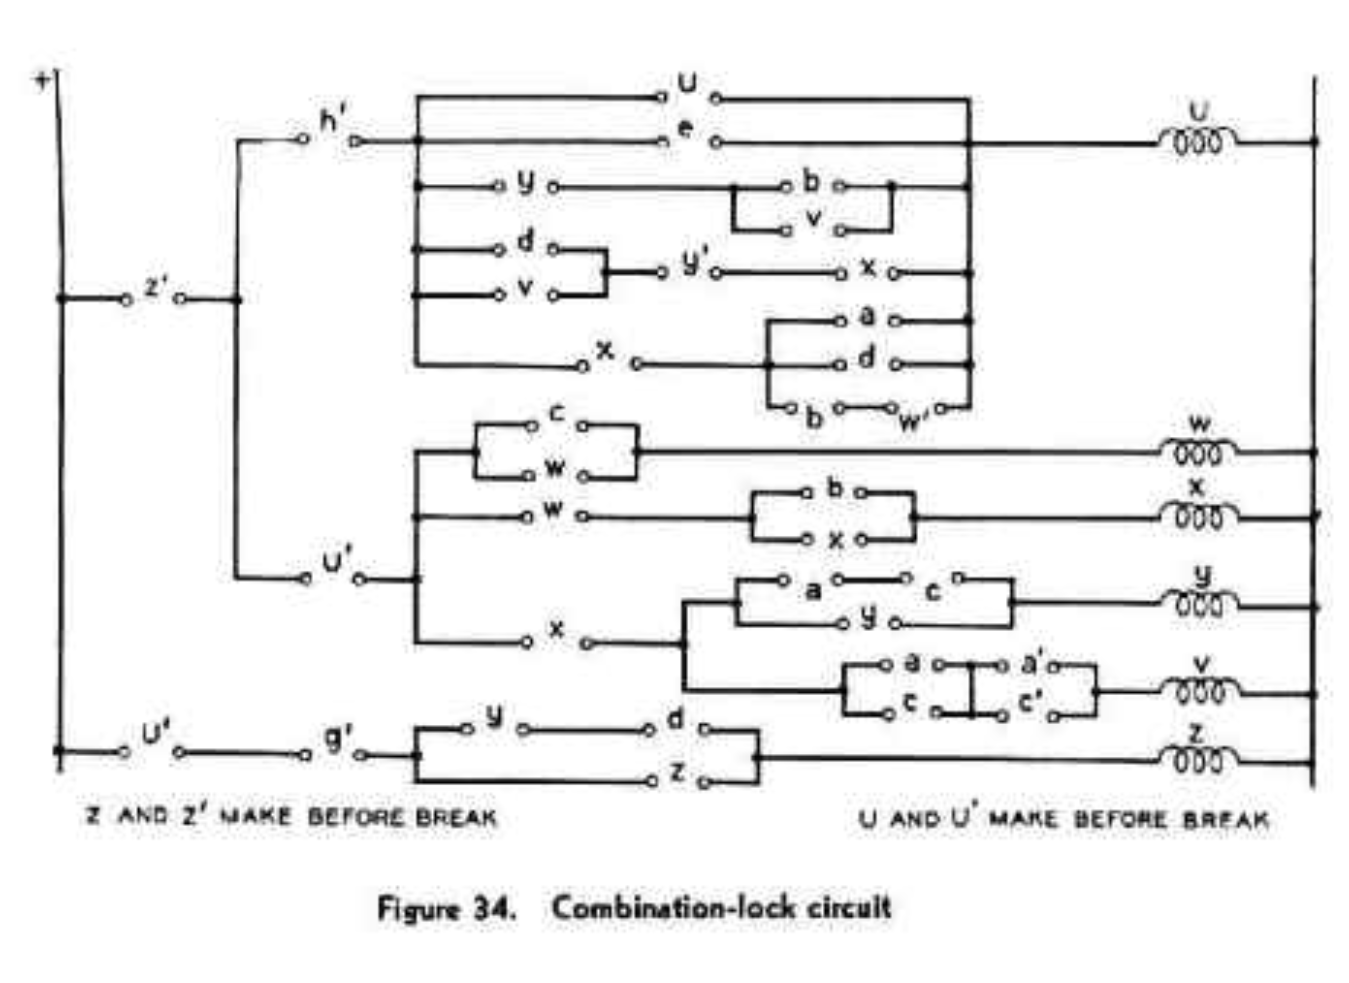 +
U
h'
e
U
y
b
v
z'
d
y'
x
v
a
x
d
b
w'
c
w
w
w
b
x
x
U'
a
c
y
y
x
a
a'
v
c
c'
U'
g'
y
d
z
z
Z AND Z' MAKE BEFORE BREAK
U AND U' MAKE BEFORE BREAK
Figure 34. Combination-lock circuit